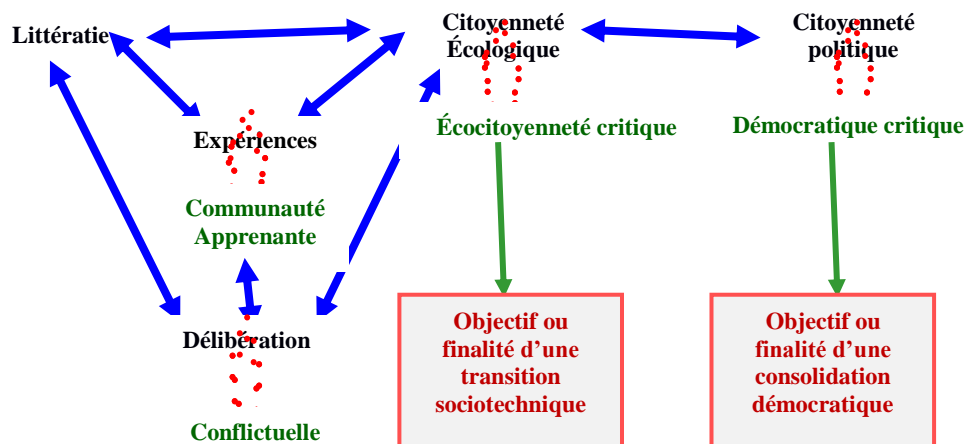 Littératie
Citoyenneté
Écologique
Citoyenneté
politique
Expériences
Écocitoyenneté critique
Démocratique critique
Communauté
Apprenante
Délibération
Conflictuelle
Objectif ou
finalité d’une
transition
sociotechnique
Objectif ou
finalité d’une
consolidation
démocratique